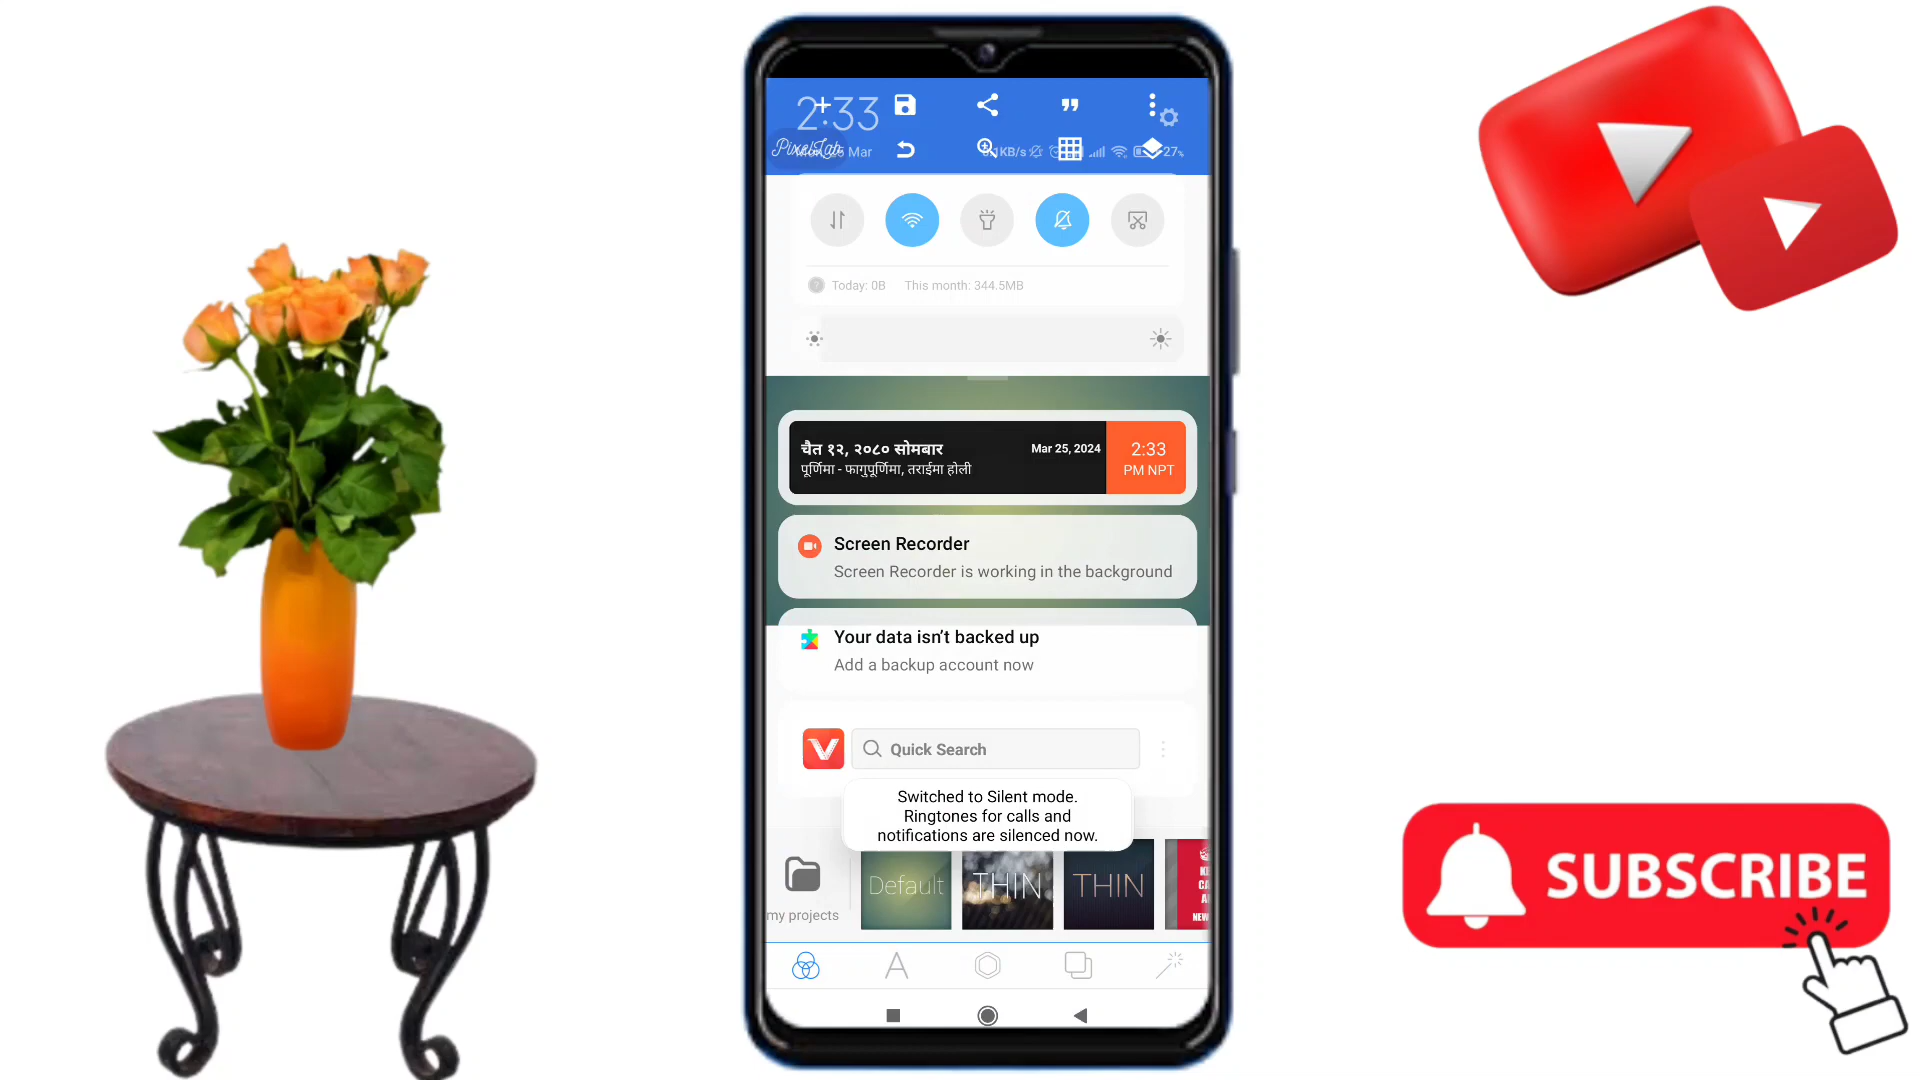 2:33
PixelLab
Mar
KB/s
27%
Today: 0B This month: 344.5MB
चैत १२, २०८० सोमबार
Mar 25, 2024
पूर्णिमा - फागुपूर्णिमा, तराईमा होली
2:33
PM NPT
Screen Recorder
Screen Recorder is working in the background
Your data isn't backed up
Add a backup account now
Quick Search
Switched to Silent mode.
Ringtones for calls and
notifications are silenced now.
my projects
Default
THIN
THIN
SUBSCRIBE